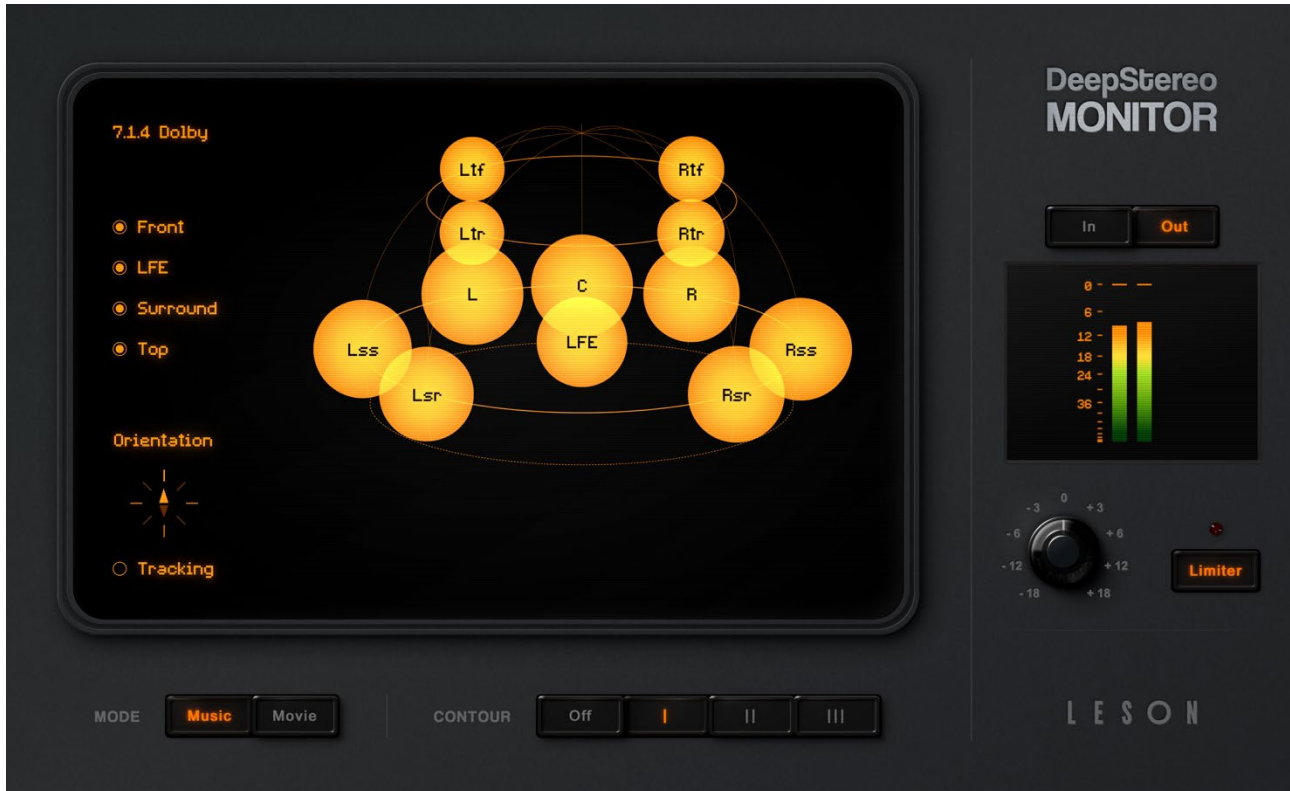 DeepStereo
MONITOR
7.1.4 Dolby
Front
LFE
Surround
Top
Orientation
Tracking
Ltf
Rtf
Ltr
Rtr
L
C
R
LFE
Lss
Rss
Lsr
Rsr
In
Out
0
6
12
18
24
36
0
-3
+3
-6
+6
-12
+12
-18
+18
Limiter
MODE
Music
Movie
CONTOUR
Off
I
II
III
LESON